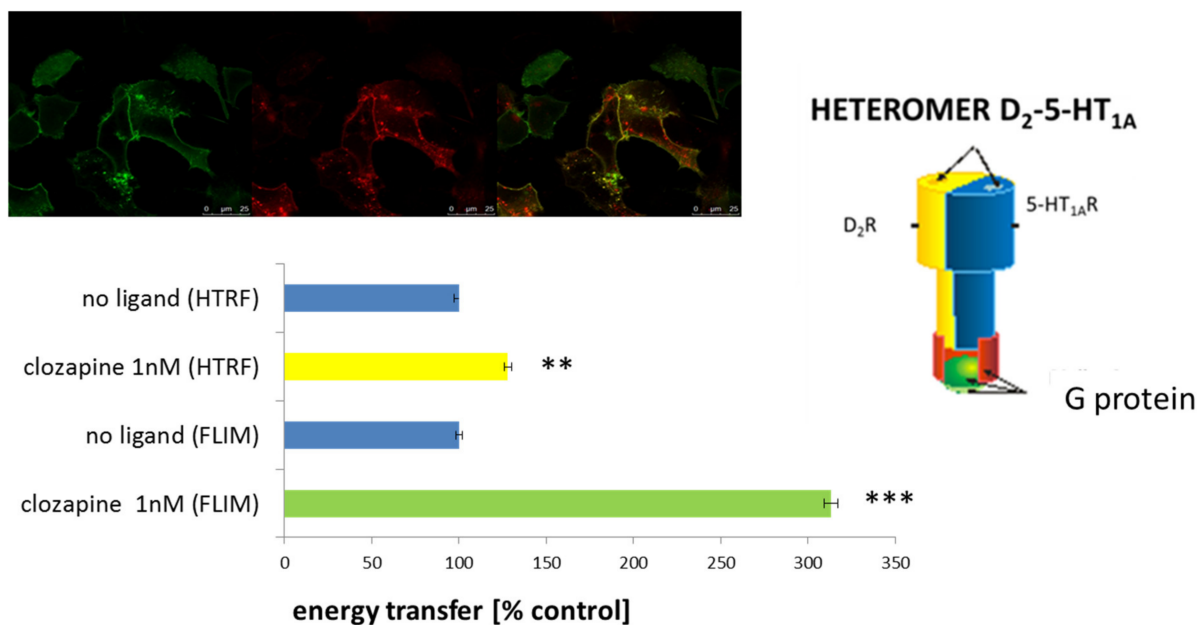 0 μm 25 0 μm 25 0 μm 25
HETEROMER D₂-5-HT₁ₐ
D₂R
5-HT₁ₐR
G protein
no ligand (HTRF)
clozapine 1nM (HTRF) **
no ligand (FLIM)
clozapine 1nM (FLIM) ***
0 50 100 150 200 250 300 350
energy transfer [% control]